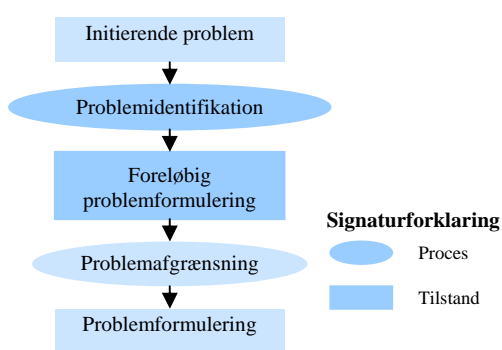 Initierende problem
Problemidentifikation
Foreløbig
problemformulering
Problemafgrænsning
Problemformulering
Signaturforklaring
Proces
Tilstand